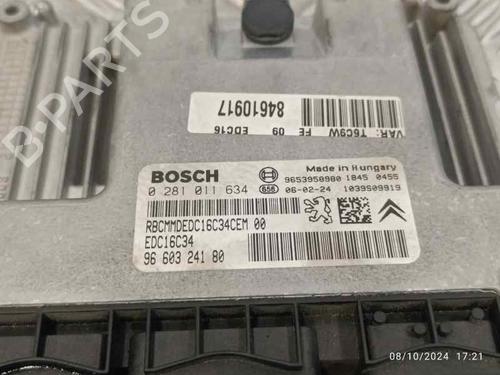 84610917
VAR: T6C9W FE 09 EDC16
BOSCH
Made in Hungary
0 281 011 634
9653958980 1845 0455
656 06-02-24 1039S09919
RBCMMDEDC16C34CEM 00
EDC16C34
96 603 241 80
B-Parts
08/10/2024 17:21